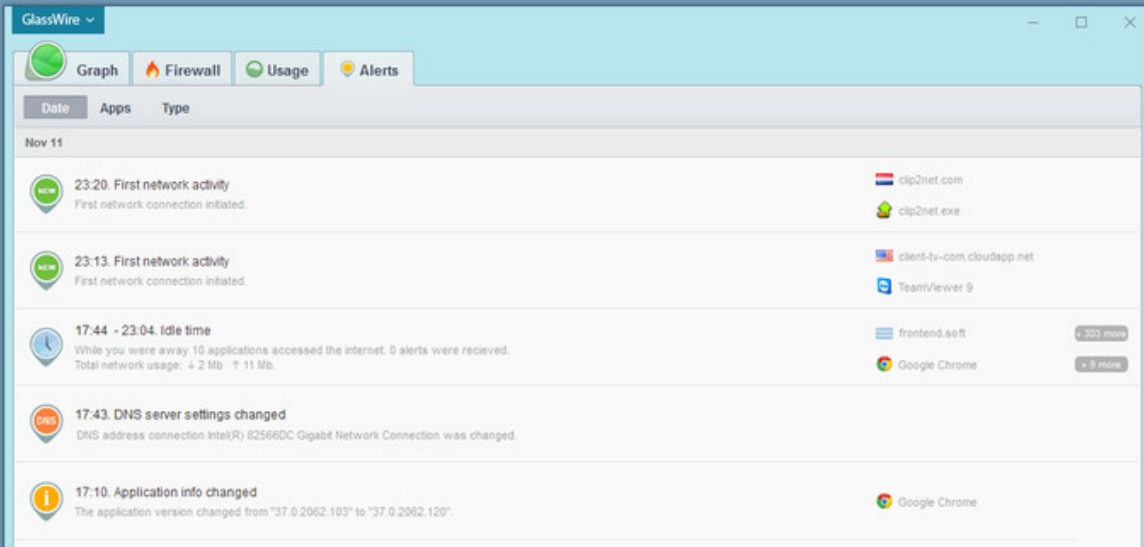 GlassWire
Graph Firewall Usage Alerts
Date Apps Type
Nov 11
NEW
23:20. First network activity
First network connection initiated.
clip2net.com
clip2net.exe
NEW
23:13. First network activity
First network connection initiated.
client-tv-com.cloudapp.net
TeamViewer 9
17:44 - 23:04. Idle time
While you were away 10 applications accessed the internet. 0 alerts were recieved.
Total network usage: ↓ 2 Mb ↑ 11 Mb.
frontend.soft + 303 more
Google Chrome + 9 more
DNS
17:43. DNS server settings changed
DNS address connection Intel(R) 82566DC Gigabit Network Connection was changed.
i
17:10. Application info changed
The application version changed from "37.0.2062.103" to "37.0.2062.120".
Google Chrome